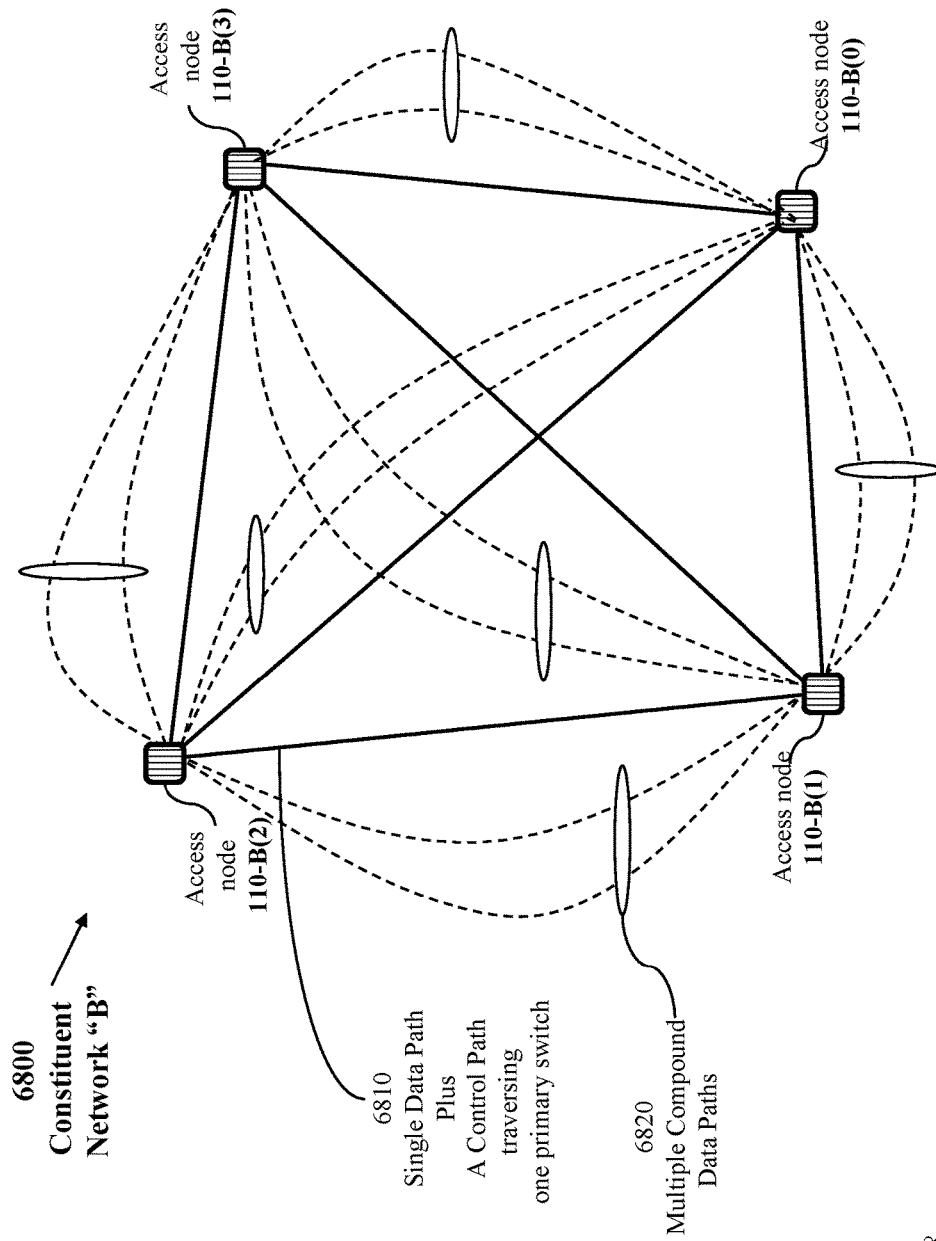 6800
Constituent
Network “B”
Access
node
110-B(2)
Access
node
110-B(3)
6810
Single Data Path
Plus
A Control Path
traversing
one primary switch
6820
Multiple Compound
Data Paths
Access node
110-B(1)
Access node
110-B(0)